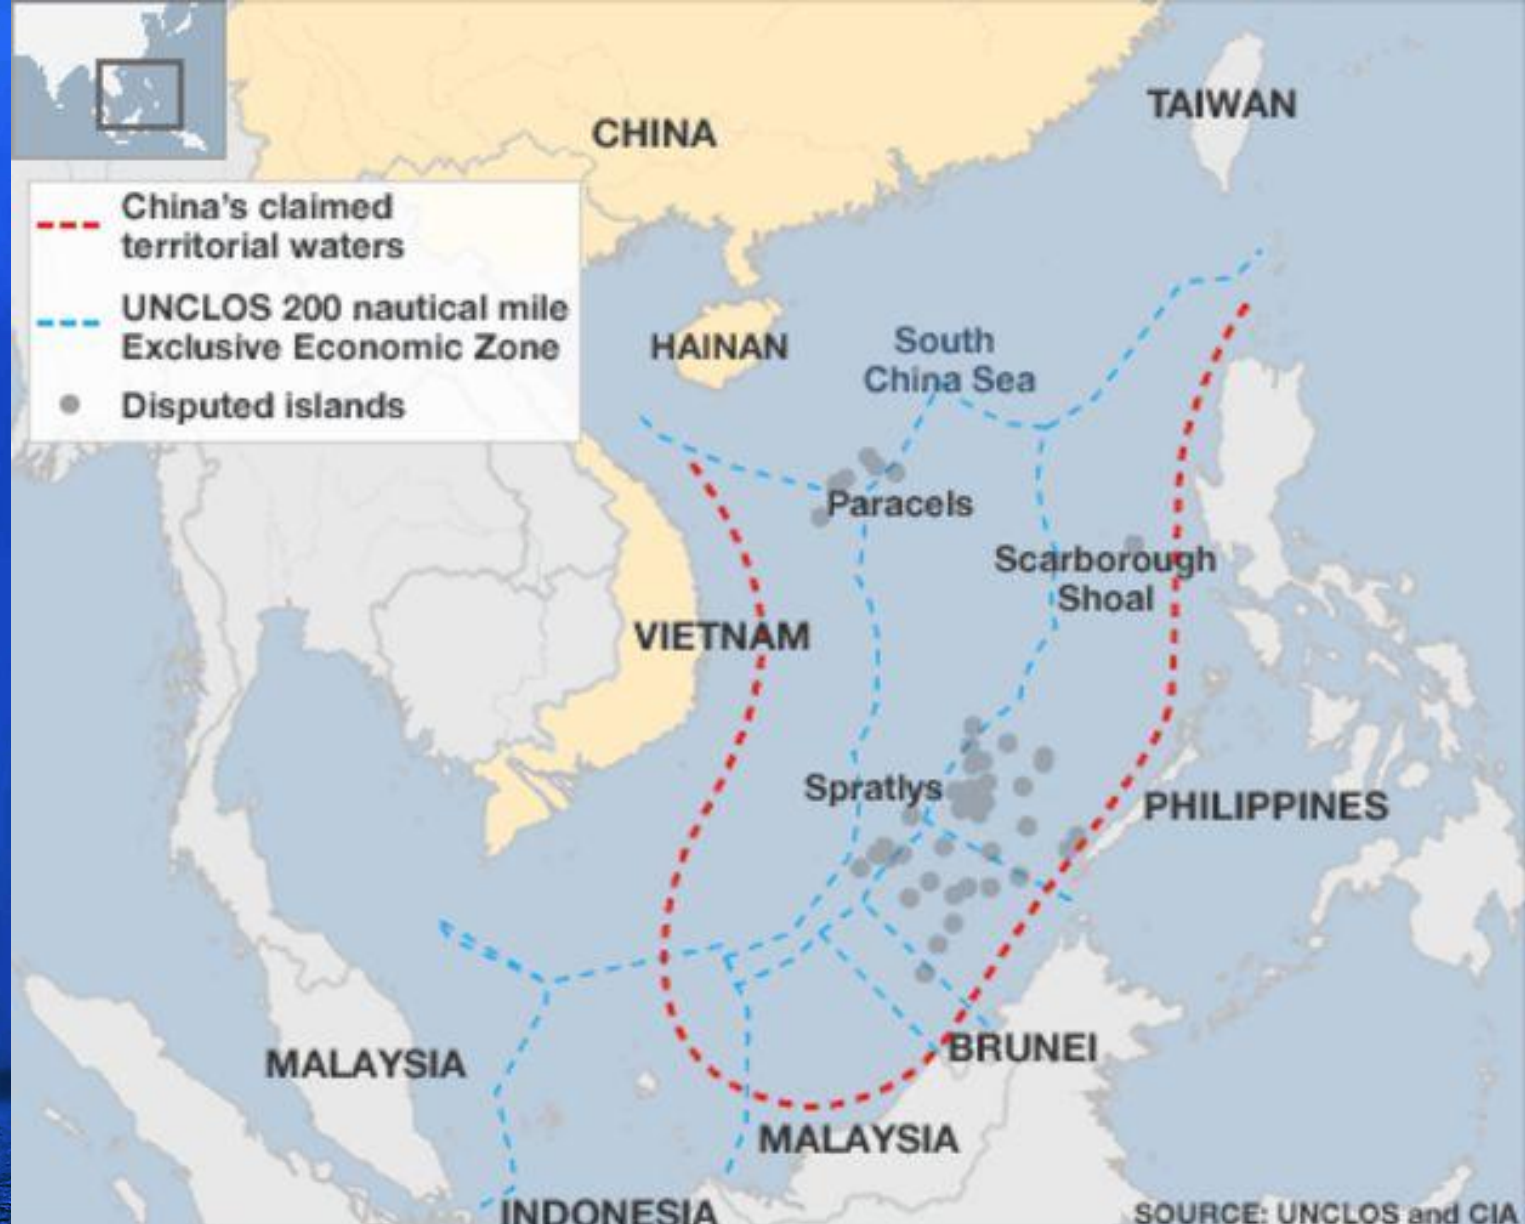 CHINA
TAIWAN
China's claimed
territorial waters
UNCLOS 200 nautical mile
Exclusive Economic Zone
Disputed islands
HAINAN
South
China Sea
Paracels
Scarborough
Shoal
VIETNAM
Spratlys
PHILIPPINES
BRUNEI
MALAYSIA
MALAYSIA
INDONESIA
SOURCE: UNCLOS and CIA